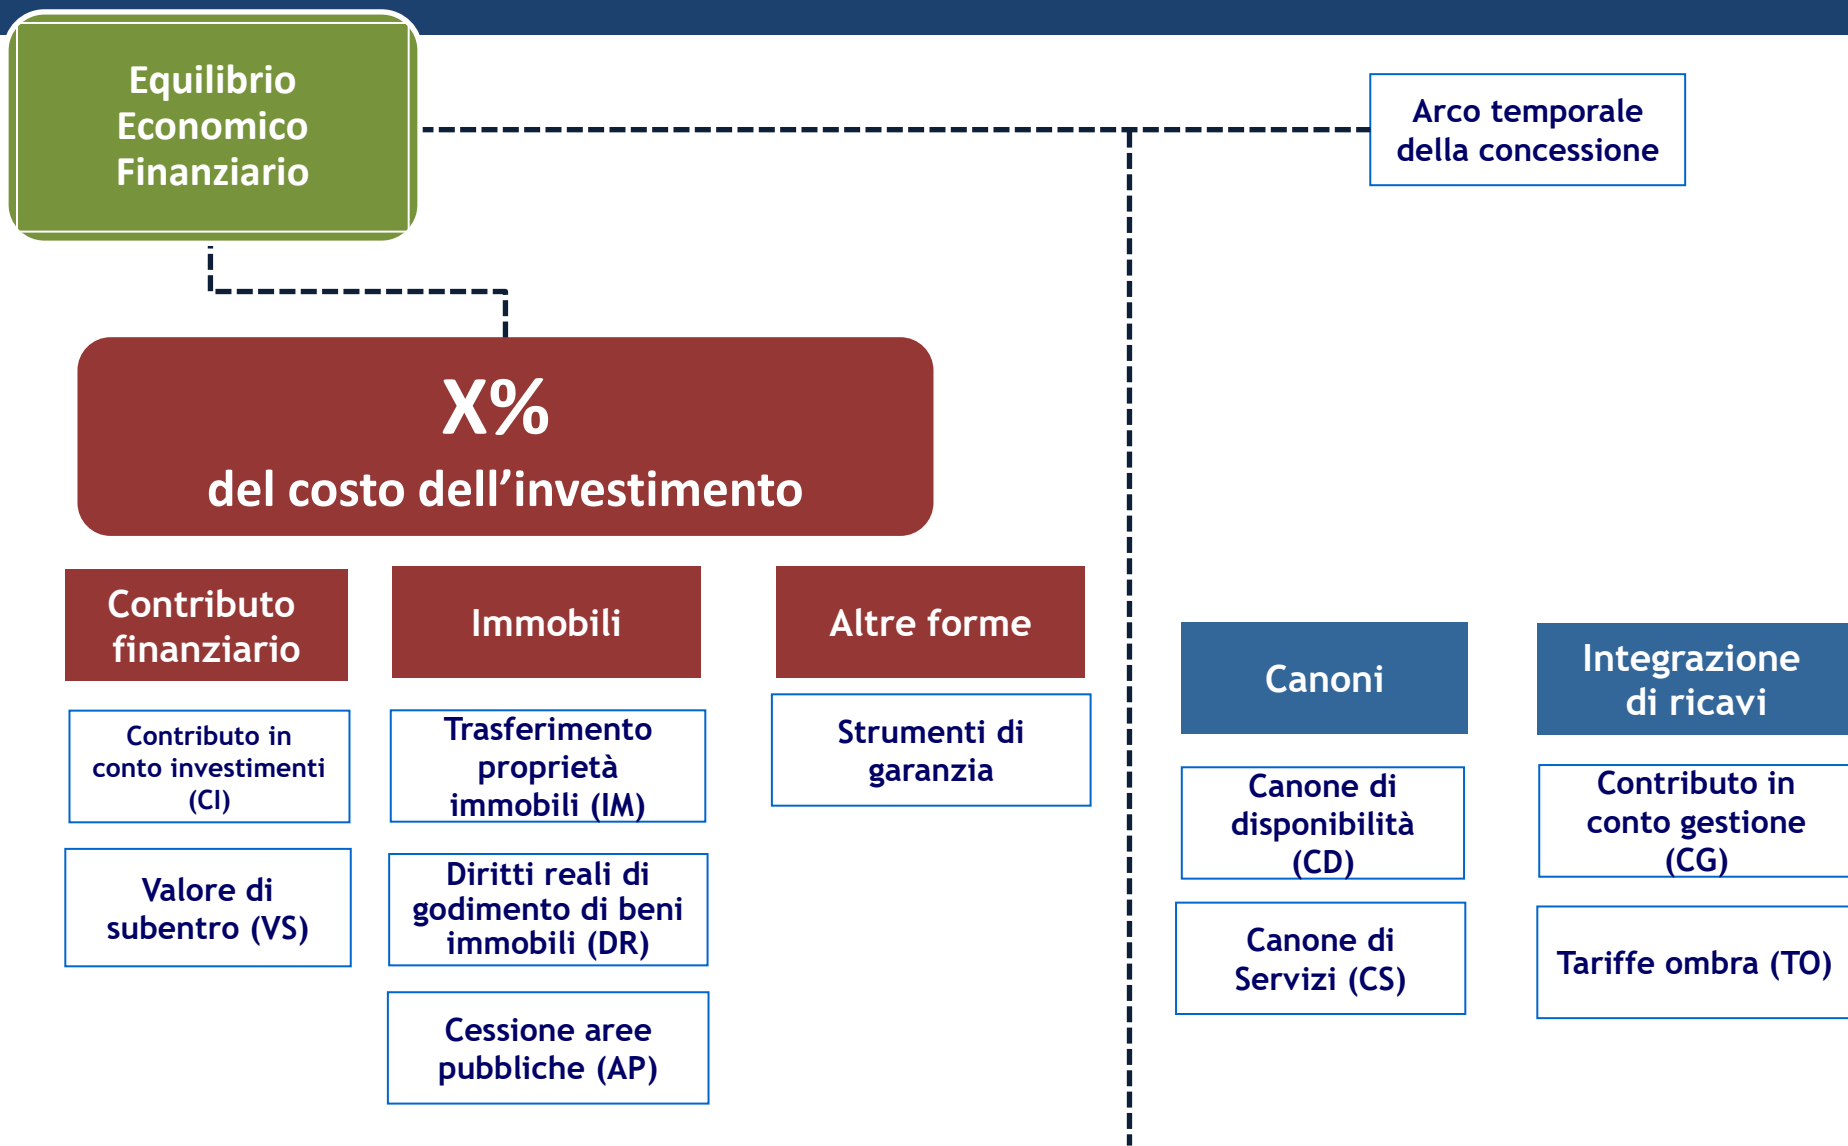 Equilibrio
Economico
Finanziario
Arco temporale
della concessione
X%
del costo dell’investimento
Contributo
finanziario
Contributo in
conto investimenti
(CI)
Valore di
subentro (VS)
Immobili
Trasferimento
proprietà
immobili (IM)
Diritti reali di
godimento di beni
immobili (DR)
Cessione aree
pubbliche (AP)
Altre forme
Strumenti di
garanzia
Canoni
Canone di
disponibilità
(CD)
Canone di
Servizi (CS)
Integrazione
di ricavi
Contributo in
conto gestione
(CG)
Tariffe ombra (TO)